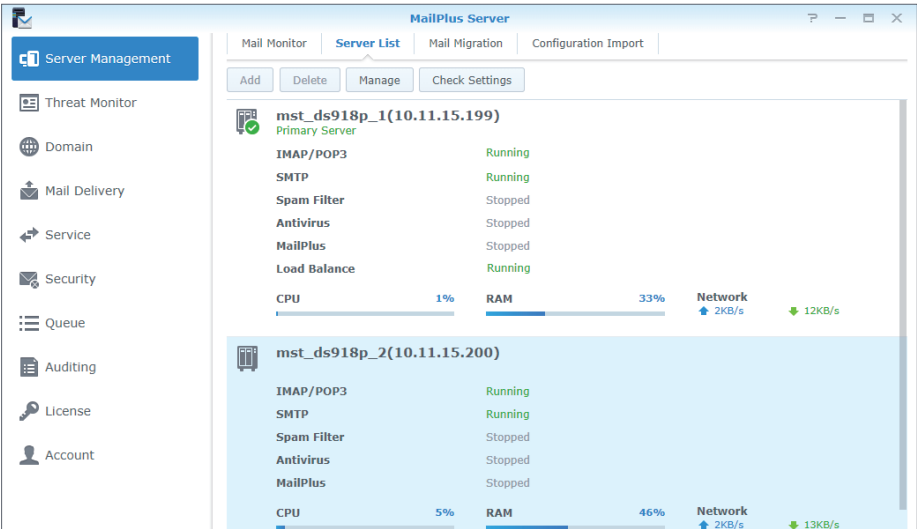 MailPlus Server
Server Management
Threat Monitor
Domain
Mail Delivery
Service
Security
Queue
Auditing
License
Account
Mail Monitor Server List Mail Migration Configuration Import
Add Delete Manage Check Settings
mst_ds918p_1(10.11.15.199)
Primary Server
IMAP/POP3 Running
SMTP Running
Spam Filter Stopped
Antivirus Stopped
MailPlus Stopped
Load Balance Running
CPU 1% RAM 33% Network
2KB/s 12KB/s
mst_ds918p_2(10.11.15.200)
IMAP/POP3 Running
SMTP Running
Spam Filter Stopped
Antivirus Stopped
MailPlus Stopped
CPU 5% RAM 46% Network
2KB/s 13KB/s